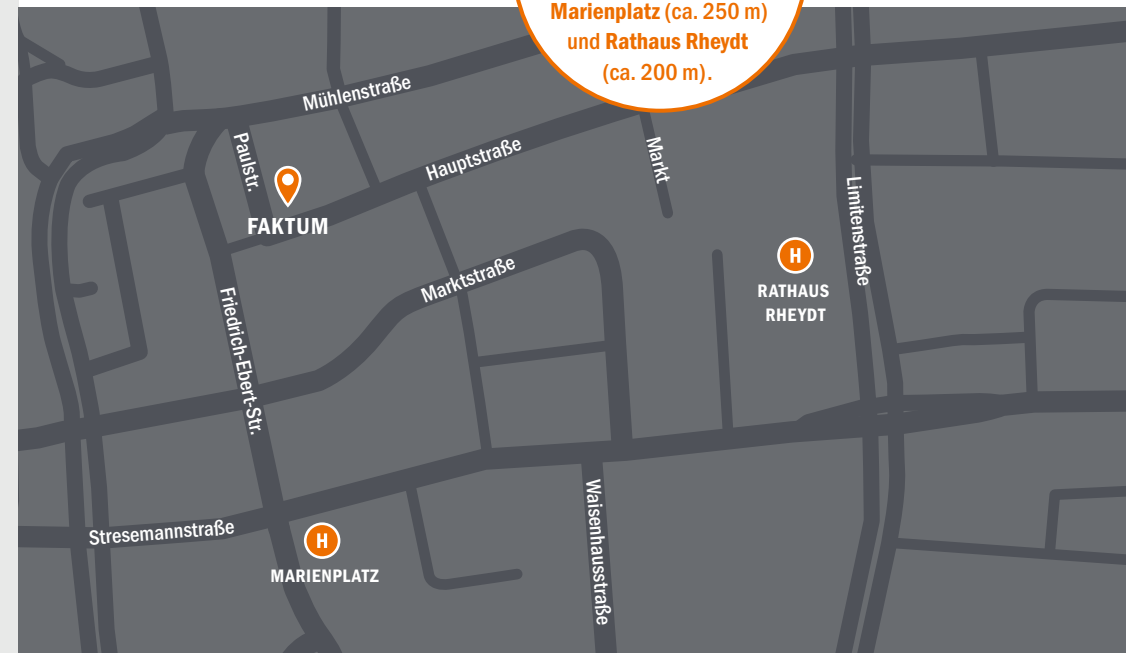 Marienplatz (ca. 250 m)
und Rathaus Rheydt
(ca. 200 m).
Mühlenstraße
Paulstr.
Hauptstraße
Markt
FAKTUM
Limitenstraße
H
RATHAUS
RHEYDT
Marktstraße
Friedrich-Ebert-Str.
Stresemannstraße
H
MARIENPLATZ
Waisenhausstraße